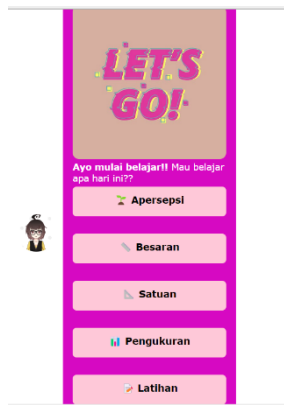 LET'S
GO!
Ayo mulai belajar!! Mau belajar
apa hari ini??
Apersepsi
Besaran
Satuan
Pengukuran
Latihan